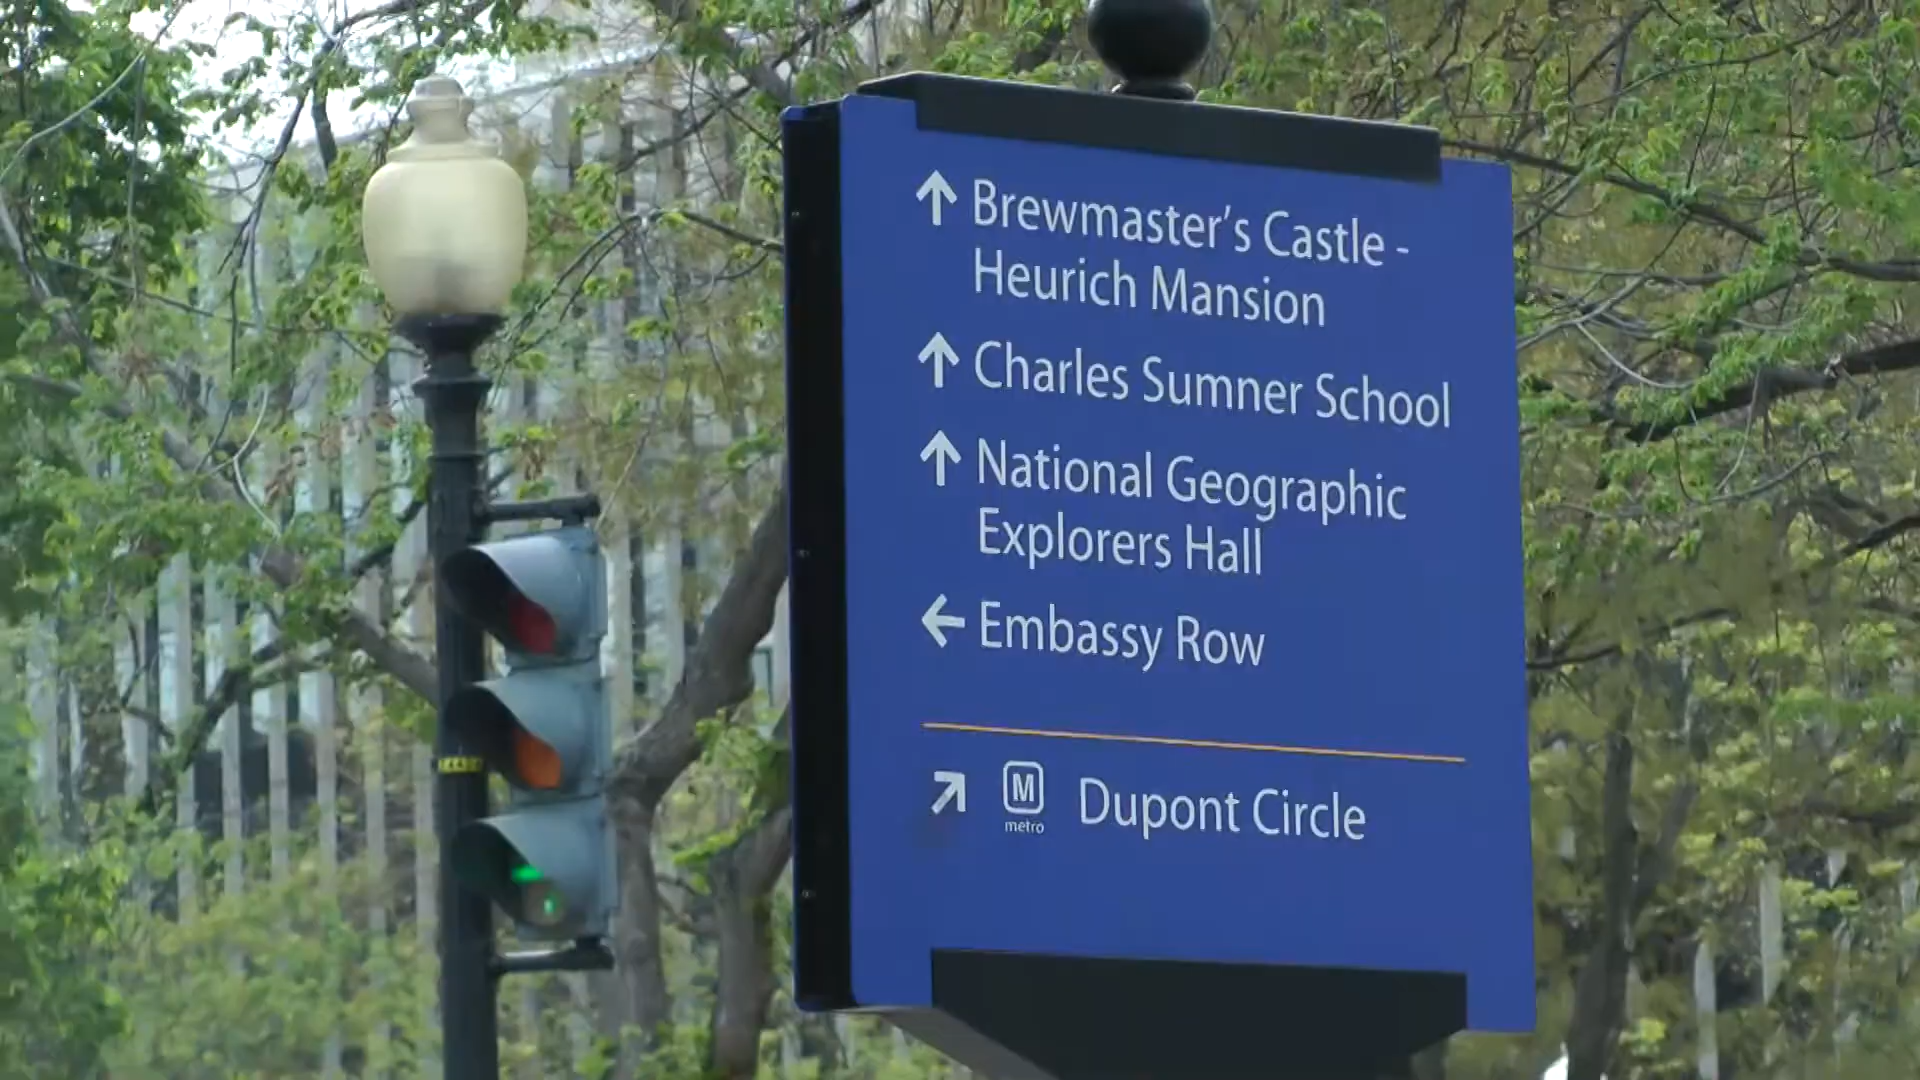 ↑ Brewmaster's Castle -
Heurich Mansion
↑ Charles Sumner School
↑ National Geographic
Explorers Hall
← Embassy Row
↗ M Dupont Circle
metro